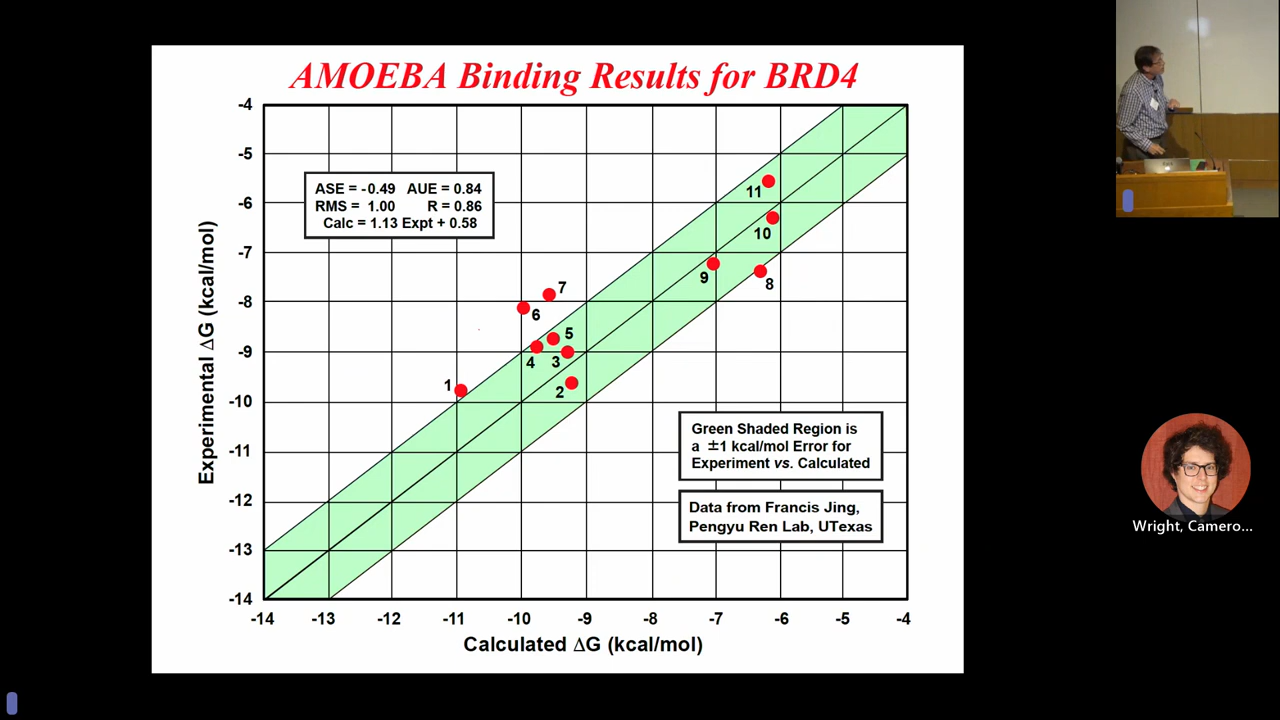 AMOEBA Binding Results for BRD4
-4
-5
-6
-7
-8
-9
-10
-11
-12
-13
-14
Experimental ΔG (kcal/mol)
ASE = -0.49 AUE = 0.84
RMS = 1.00 R = 0.86
Calc = 1.13 Expt + 0.58
11
10
9
8
7
6
5
4
3
2
1
Green Shaded Region is
a ±1 kcal/mol Error for
Experiment vs. Calculated
Data from Francis Jing,
Pengyu Ren Lab, UTexas
-14 -13 -12 -11 -10 -9 -8 -7 -6 -5 -4
Calculated ΔG (kcal/mol)
Wright, Camero...